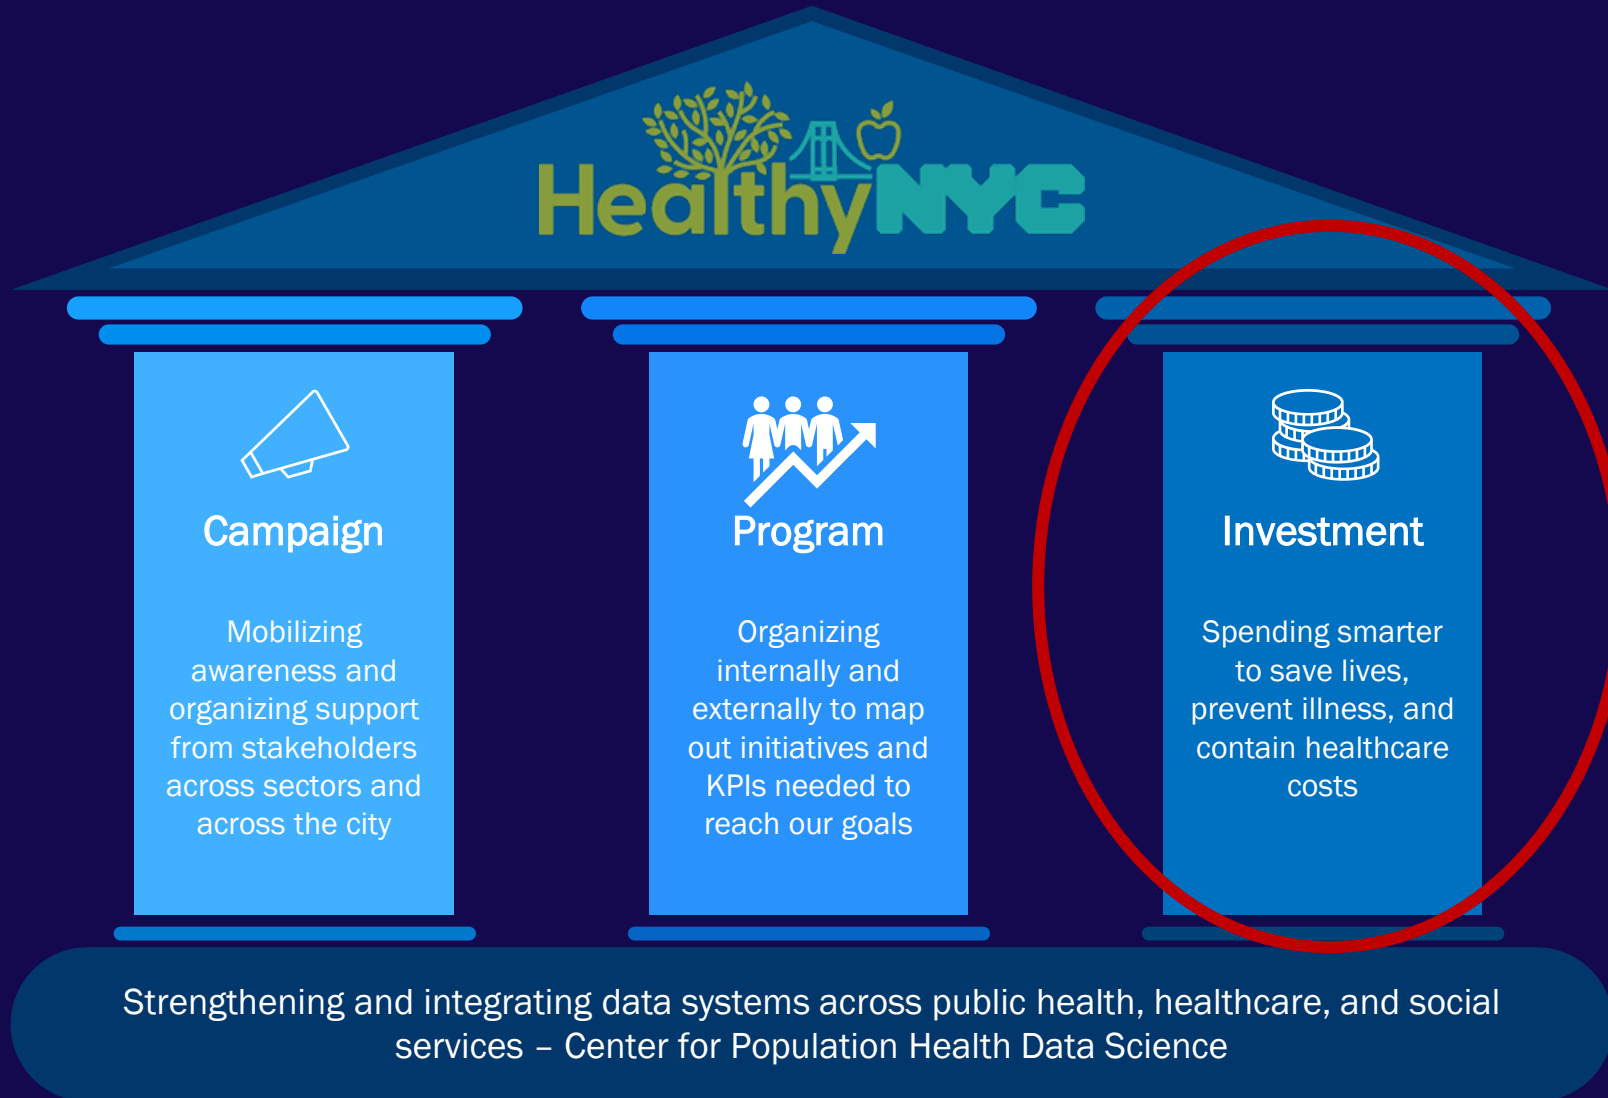 HealthyNYC
Campaign
Mobilizing
awareness and
organizing support
from stakeholders
across sectors and
across the city
Program
Organizing
internally and
externally to map
out initiatives and
KPIs needed to
reach our goals
Investment
Spending smarter
to save lives,
prevent illness, and
contain healthcare
costs
Strengthening and integrating data systems across public health, healthcare, and social
services – Center for Population Health Data Science